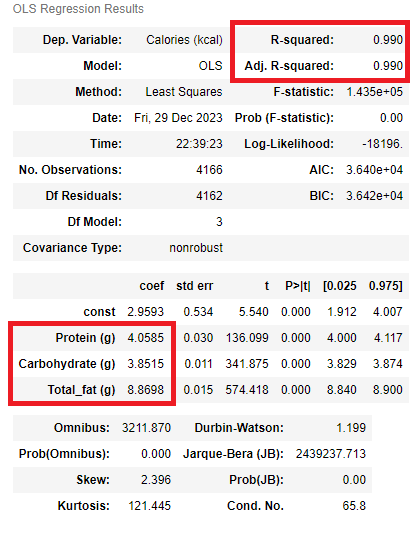 OLS Regression Results
Dep. Variable: Calories (kcal) R-squared: 0.990
Model: OLS Adj. R-squared: 0.990
Method: Least Squares F-statistic: 1.435e+05
Date: Fri, 29 Dec 2023 Prob (F-statistic): 0.00
Time: 22:39:23 Log-Likelihood: -18196.
No. Observations: 4166 AIC: 3.640e+04
Df Residuals: 4162 BIC: 3.642e+04
Df Model: 3
Covariance Type: nonrobust
coef std err t P>|t| [0.025 0.975]
const 2.9593 0.534 5.540 0.000 1.912 4.007
Protein (g) 4.0585 0.030 136.099 0.000 4.000 4.117
Carbohydrate (g) 3.8515 0.011 341.875 0.000 3.829 3.874
Total_fat (g) 8.8698 0.015 574.418 0.000 8.840 8.900
Omnibus: 3211.870 Durbin-Watson: 1.199
Prob(Omnibus): 0.000 Jarque-Bera (JB): 2439237.713
Skew: 2.396 Prob(JB): 0.00
Kurtosis: 121.445 Cond. No. 65.8